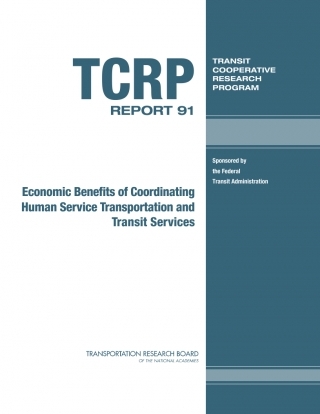 TCRP
REPORT 91
TRANSIT
COOPERATIVE
RESEARCH
PROGRAM
Sponsored by
the Federal
Transit Administration
Economic Benefits of Coordinating
Human Service Transportation and
Transit Services
TRANSPORTATION RESEARCH BOARD
OF THE NATIONAL ACADEMIES